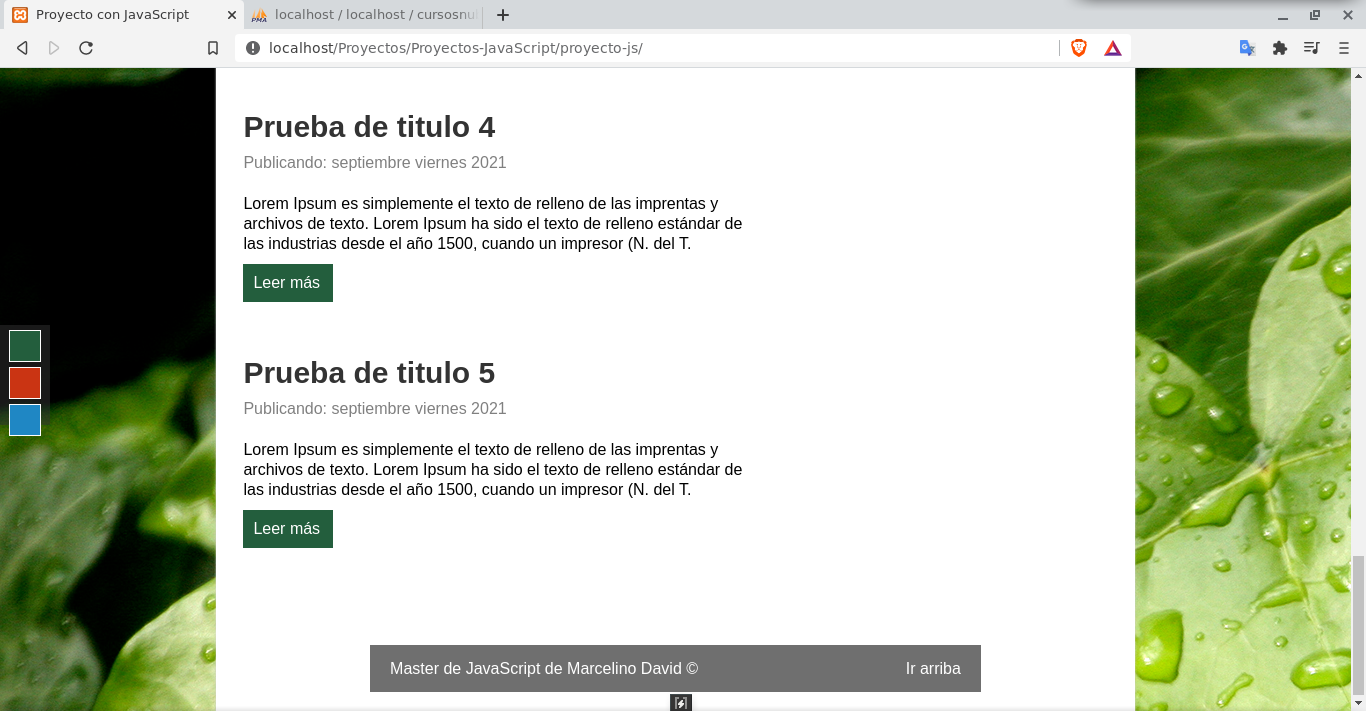 Proyecto con JavaScript
localhost / localhost / cursosnu
localhost/Proyectos/Proyectos-JavaScript/proyecto-js/
Prueba de titulo 4
Publicando: septiembre viernes 2021
Lorem Ipsum es simplemente el texto de relleno de las imprentas y
archivos de texto. Lorem Ipsum ha sido el texto de relleno estándar de
las industrias desde el año 1500, cuando un impresor (N. del T.
Leer más
Prueba de titulo 5
Publicando: septiembre viernes 2021
Lorem Ipsum es simplemente el texto de relleno de las imprentas y
archivos de texto. Lorem Ipsum ha sido el texto de relleno estándar de
las industrias desde el año 1500, cuando un impresor (N. del T.
Leer más
Master de JavaScript de Marcelino David ©
Ir arriba